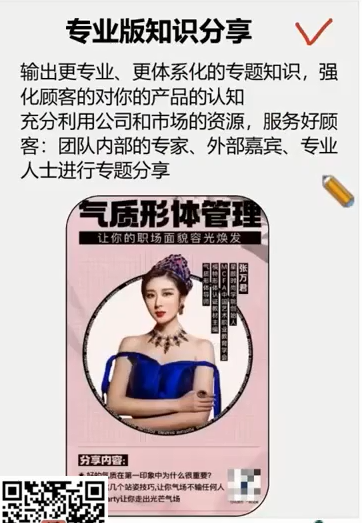 专业版知识分享
输出更专业、更体系化的专题知识，强
化顾客的对你的产品的认知
充分利用公司和市场的资源，服务好顾
客：团队内部的专家、外部嘉宾、专业
人士进行专题分享
气质形体管理
让你的职场面貌容光焕发
张万君
分享内容:
好的气质在第一印象中为什么很重要?
几个站姿技巧,让你气场不输任何人
arty让你走出光芒气场